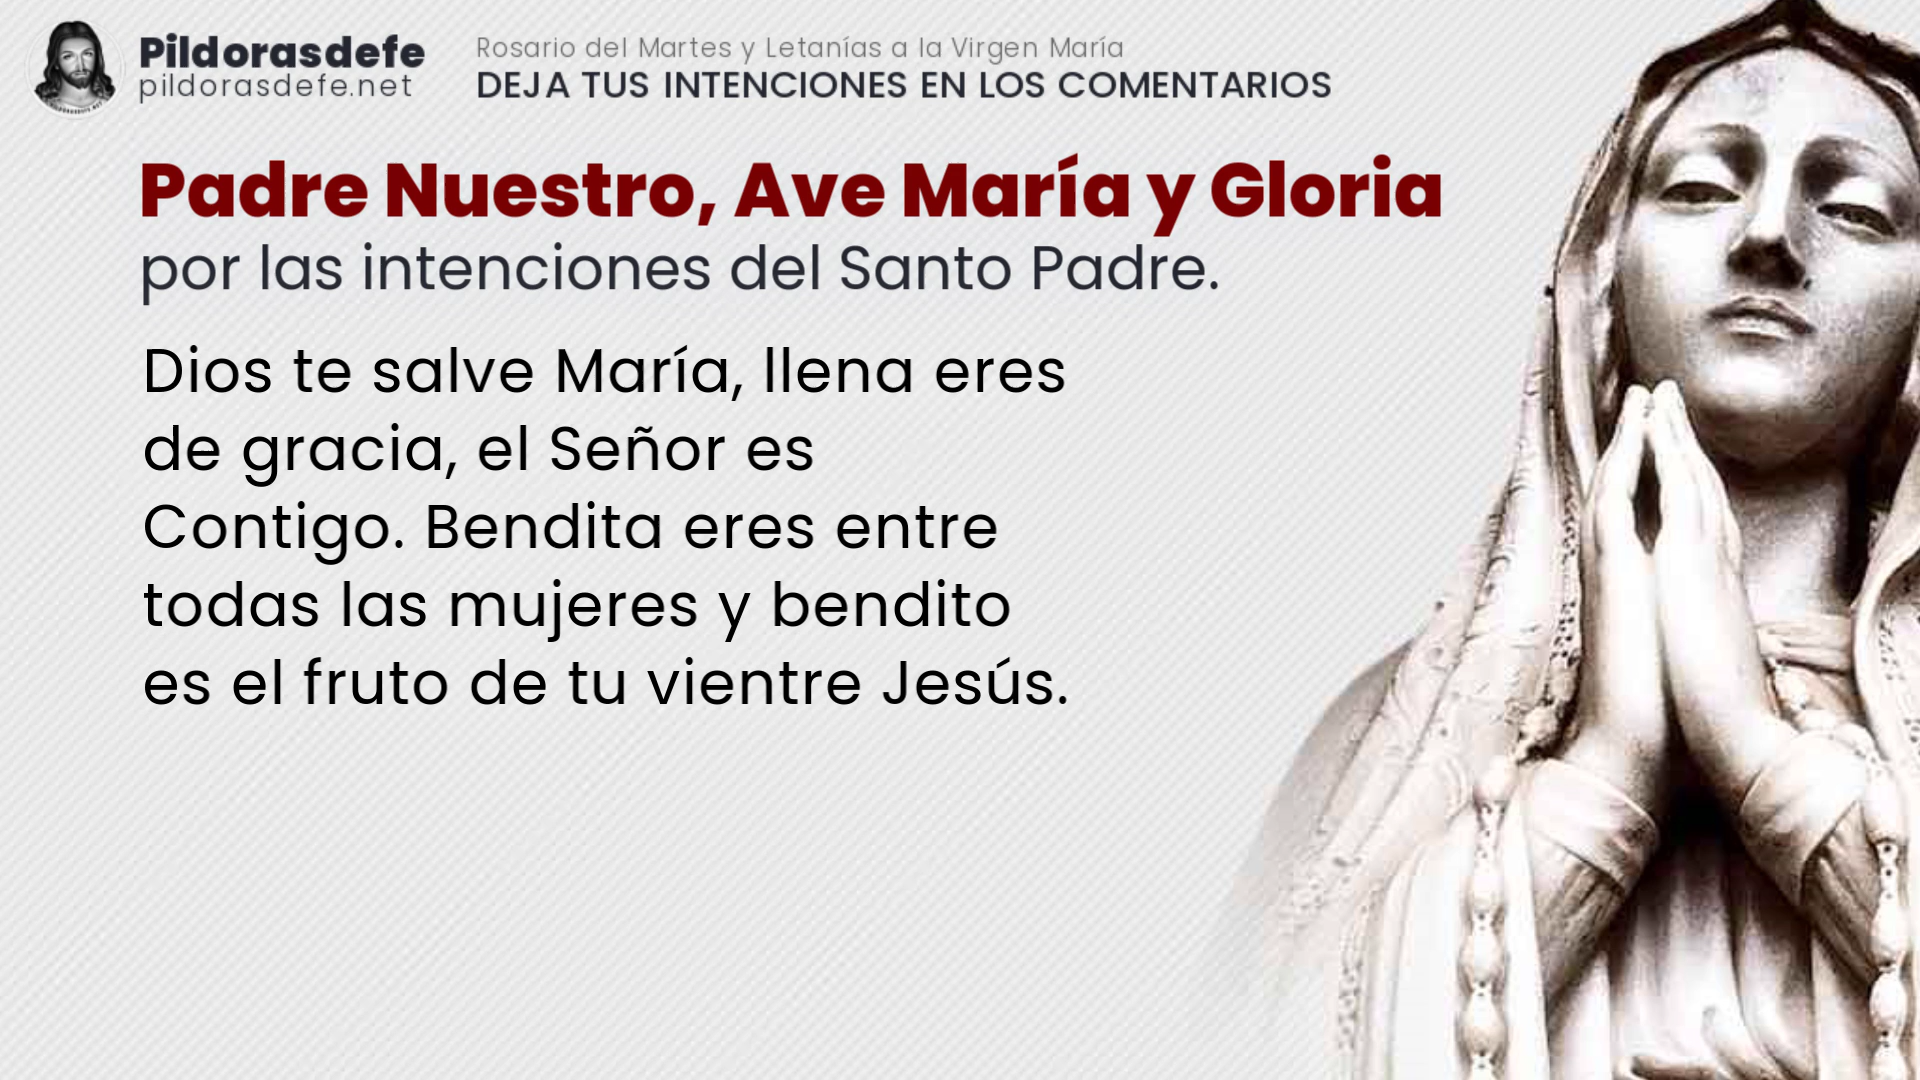 Pildorasdefe
pildorasdefe.net
Rosario del Martes y Letanías a la Virgen María
DEJA TUS INTENCIONES EN LOS COMENTARIOS
Padre Nuestro, Ave María y Gloria
por las intenciones del Santo Padre.
Dios te salve María, llena eres
de gracia, el Señor es
Contigo. Bendita eres entre
todas las mujeres y bendito
es el fruto de tu vientre Jesús.